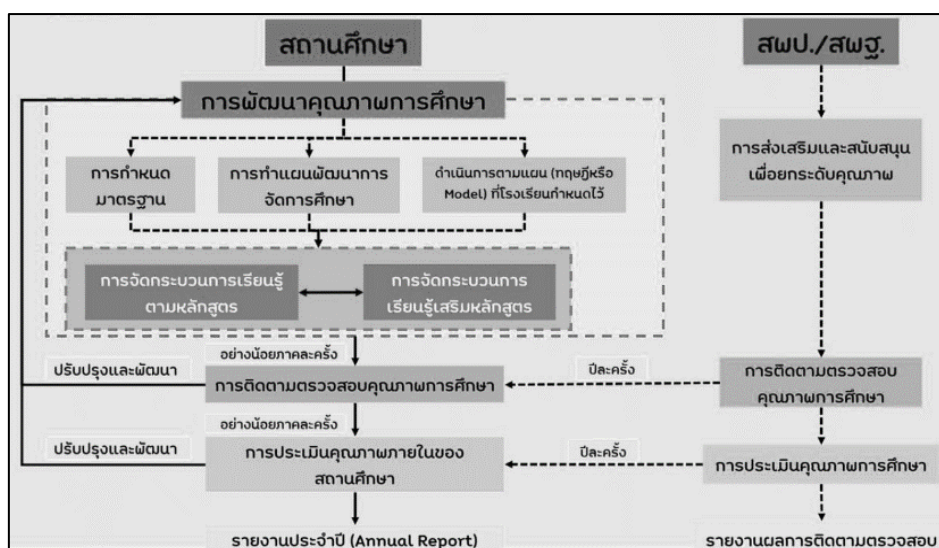 สถานศึกษา
สพป./สพฐ.
การพัฒนาคุณภาพการศึกษา
การส่งเสริมและสนับสนุน
เพื่อยกระดับคุณภาพ
การกำหนด
มาตรฐาน
การทำแผนพัฒนาการ
จัดการศึกษา
ดำเนินการตามแผน (ทฤษฎีหรือ
Model) ที่โรงเรียนกำหนดไว้
การจัดกระบวนการเรียนรู้
ตามหลักสูตร
การจัดกระบวนการ
เรียนรู้เสริมหลักสูตร
อย่างน้อยภาคละครั้ง
ปรับปรุงและพัฒนา
การติดตามตรวจสอบคุณภาพการศึกษา
ปีละครั้ง
การติดตามตรวจสอบ
คุณภาพการศึกษา
อย่างน้อยภาคละครั้ง
ปรับปรุงและพัฒนา
การประเมินคุณภาพภายในของ
สถานศึกษา
ปีละครั้ง
การประเมินคุณภาพการศึกษา
รายงานประจำปี (Annual Report)
รายงานผลการติดตามตรวจสอบ